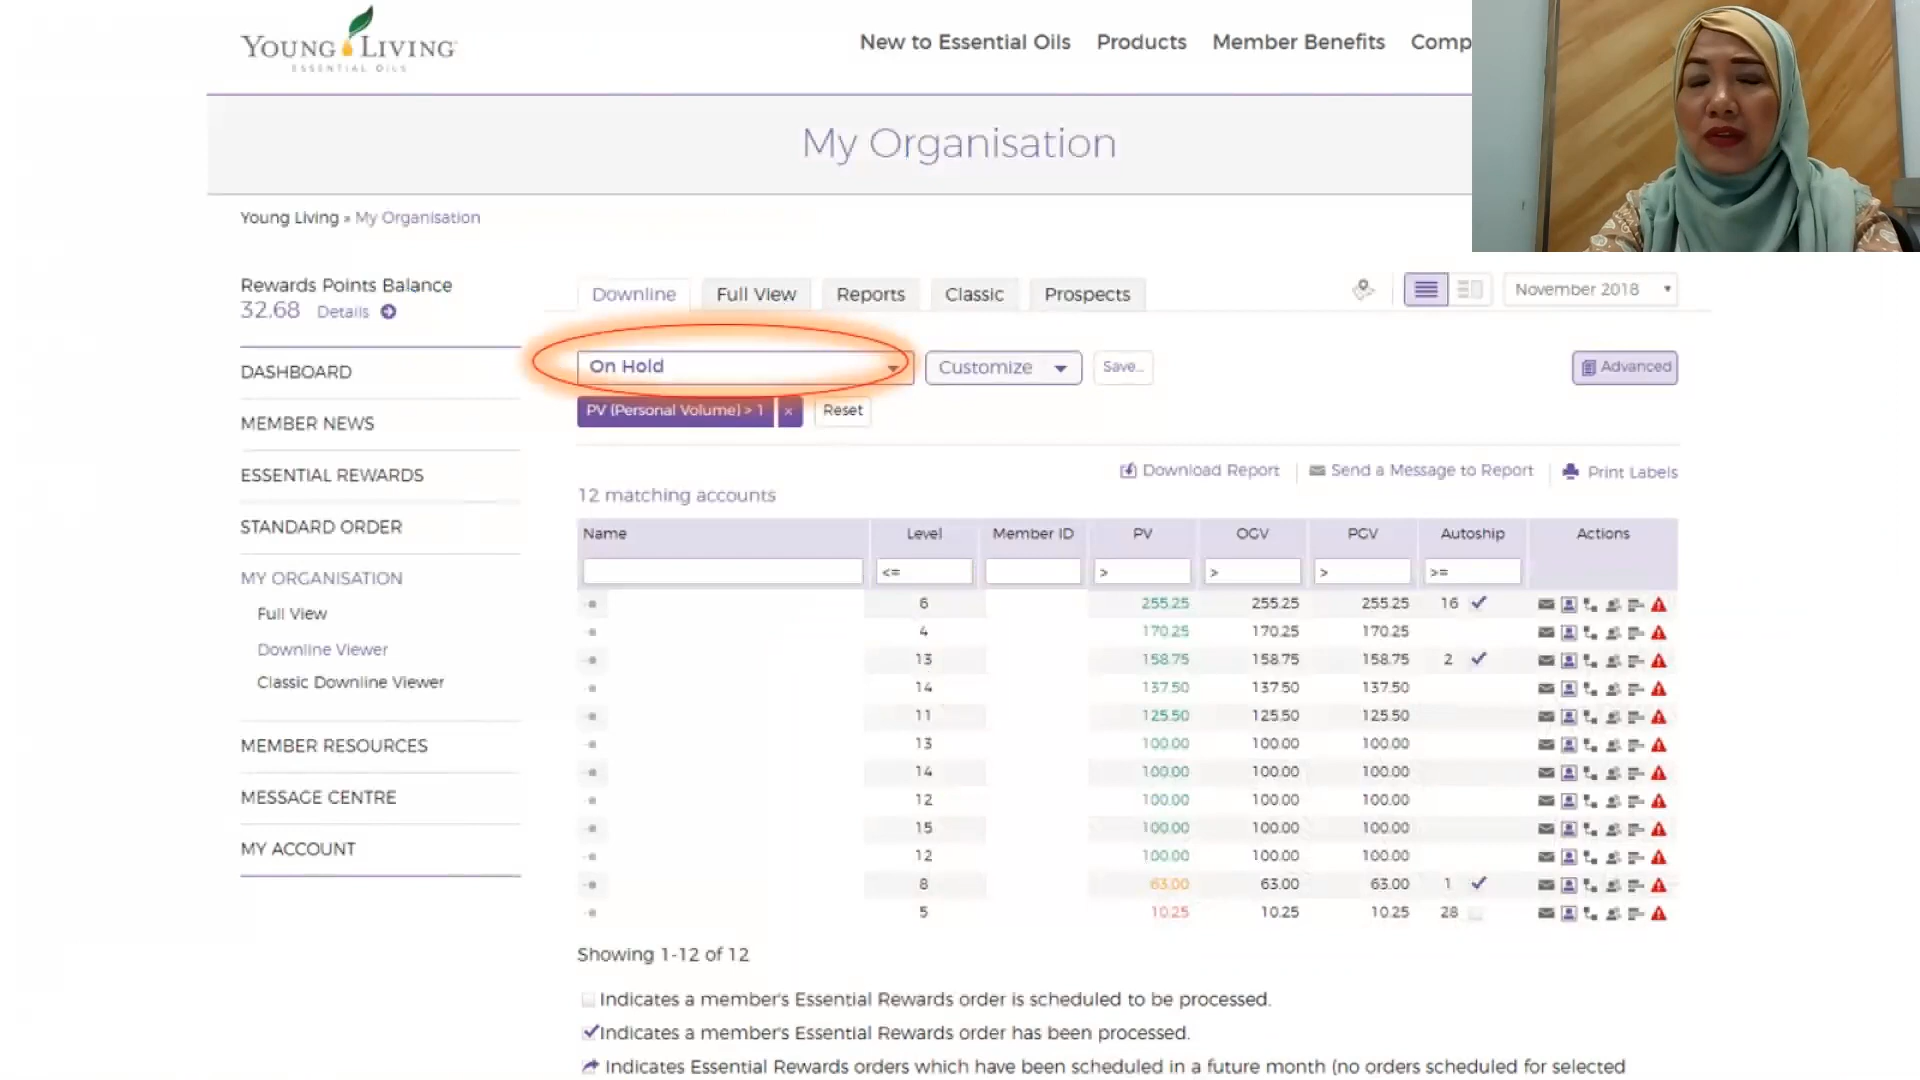 YOUNG LIVING
ESSENTIAL OILS
New to Essential Oils Products Member Benefits Comp
My Organisation
Young Living » My Organisation
Rewards Points Balance
32.68 Details
DASHBOARD
MEMBER NEWS
ESSENTIAL REWARDS
STANDARD ORDER
MY ORGANISATION
Full View
Downline Viewer
Classic Downline Viewer
MEMBER RESOURCES
MESSAGE CENTRE
MY ACCOUNT
Downline Full View Reports Classic Prospects November 2018
On Hold Customize Save... Advanced
PV (Personal Volume) > 1 × Reset
Download Report Send a Message to Report Print Labels
12 matching accounts
Name Level Member ID PV OGV PGV Autoship Actions
<= > > > >=
6 255.25 255.25 255.25 16
4 170.25 170.25 170.25
13 158.75 158.75 158.75 2
14 137.50 137.50 137.50
11 125.50 125.50 125.50
13 100.00 100.00 100.00
14 100.00 100.00 100.00
12 100.00 100.00 100.00
15 100.00 100.00 100.00
12 100.00 100.00 100.00
8 63.00 63.00 63.00 1
5 10.25 10.25 10.25 28
Showing 1-12 of 12
Indicates a member's Essential Rewards order is scheduled to be processed.
Indicates a member's Essential Rewards order has been processed.
Indicates Essential Rewards orders which have been scheduled in a future month (no orders scheduled for selected